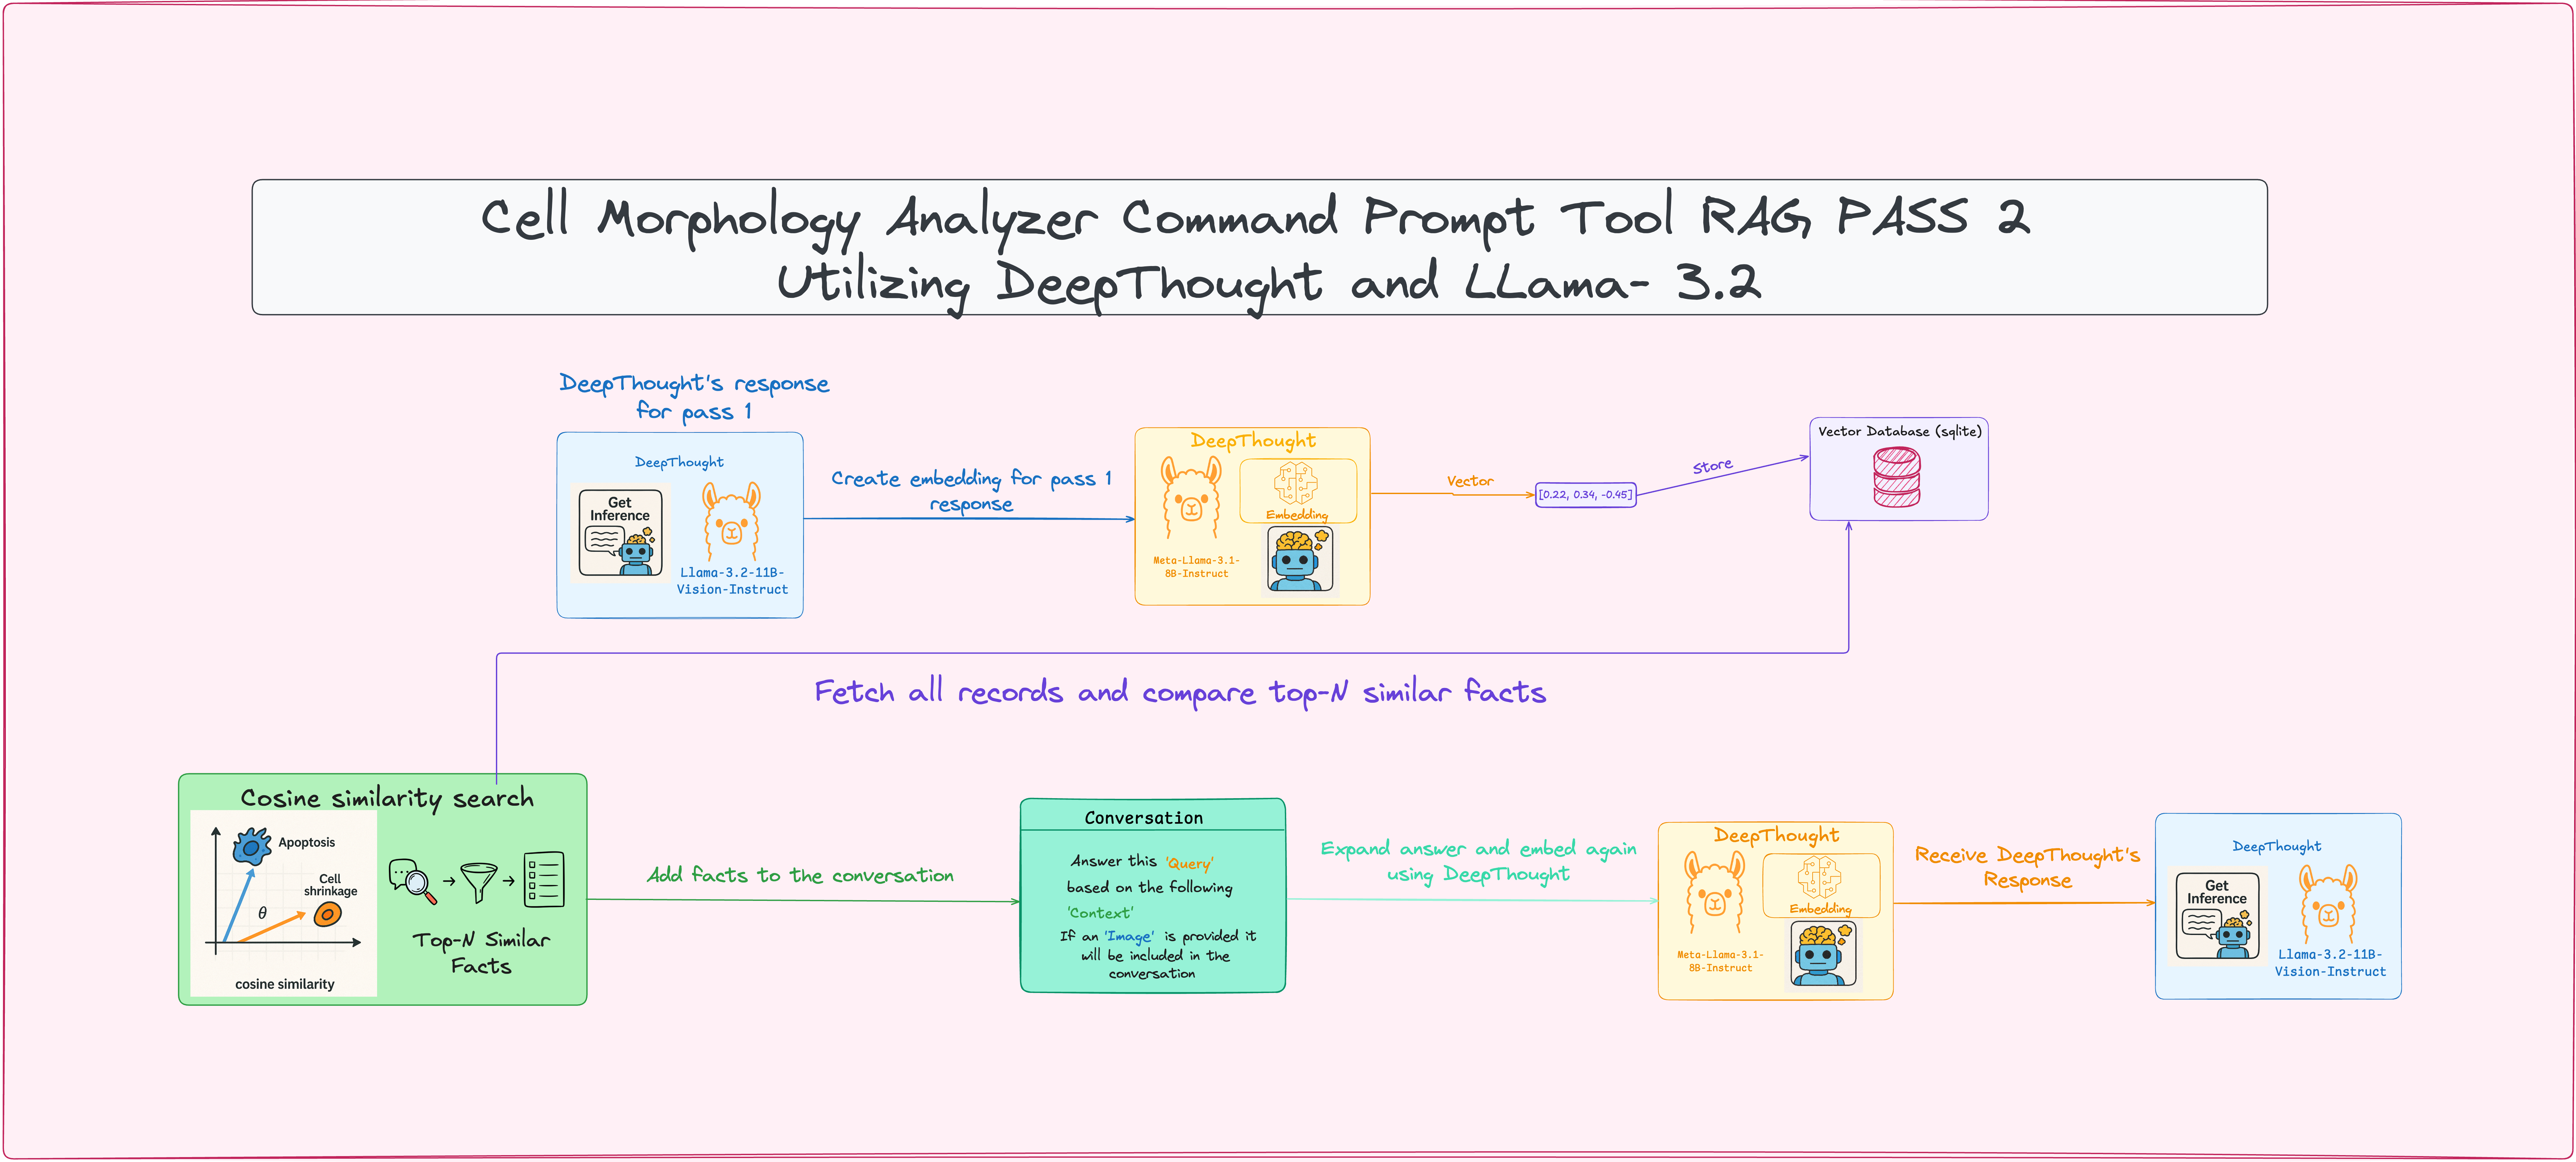 Cell Morphology Analyzer Command Prompt Tool RAG PASS 2
Utilizing DeepThought and LLama- 3.2
DeepThought's response
for pass 1
DeepThought
Get
Inference
Llama-3.2-11B-
Vision-Instruct
Create embedding for pass 1
response
DeepThought
Embedding
Meta-Llama-3.1-
8B-Instruct
Vector
[0.22, 0.34, -0.45]
Store
Vector Database (sqlite)
Fetch all records and compare top-N similar facts
Cosine similarity search
Apoptosis
Cell
shrinkage
θ
cosine similarity
Top-N Similar
Facts
Add facts to the conversation
Conversation
Answer this 'Query'
based on the following
'Context'
If an 'Image' is provided it
will be included in the
conversation
Expand answer and embed again
using DeepThought
DeepThought
Embedding
Meta-Llama-3.1-
8B-Instruct
Receive DeepThought's
Response
DeepThought
Get
Inference
Llama-3.2-11B-
Vision-Instruct